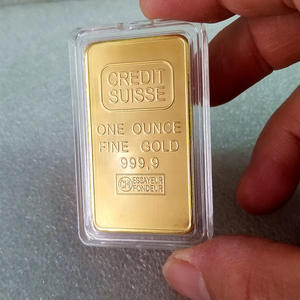 CREDIT
SUISSE
ONE OUNCE
FINE GOLD
999,9
ESSAYEUR
FONDEUR